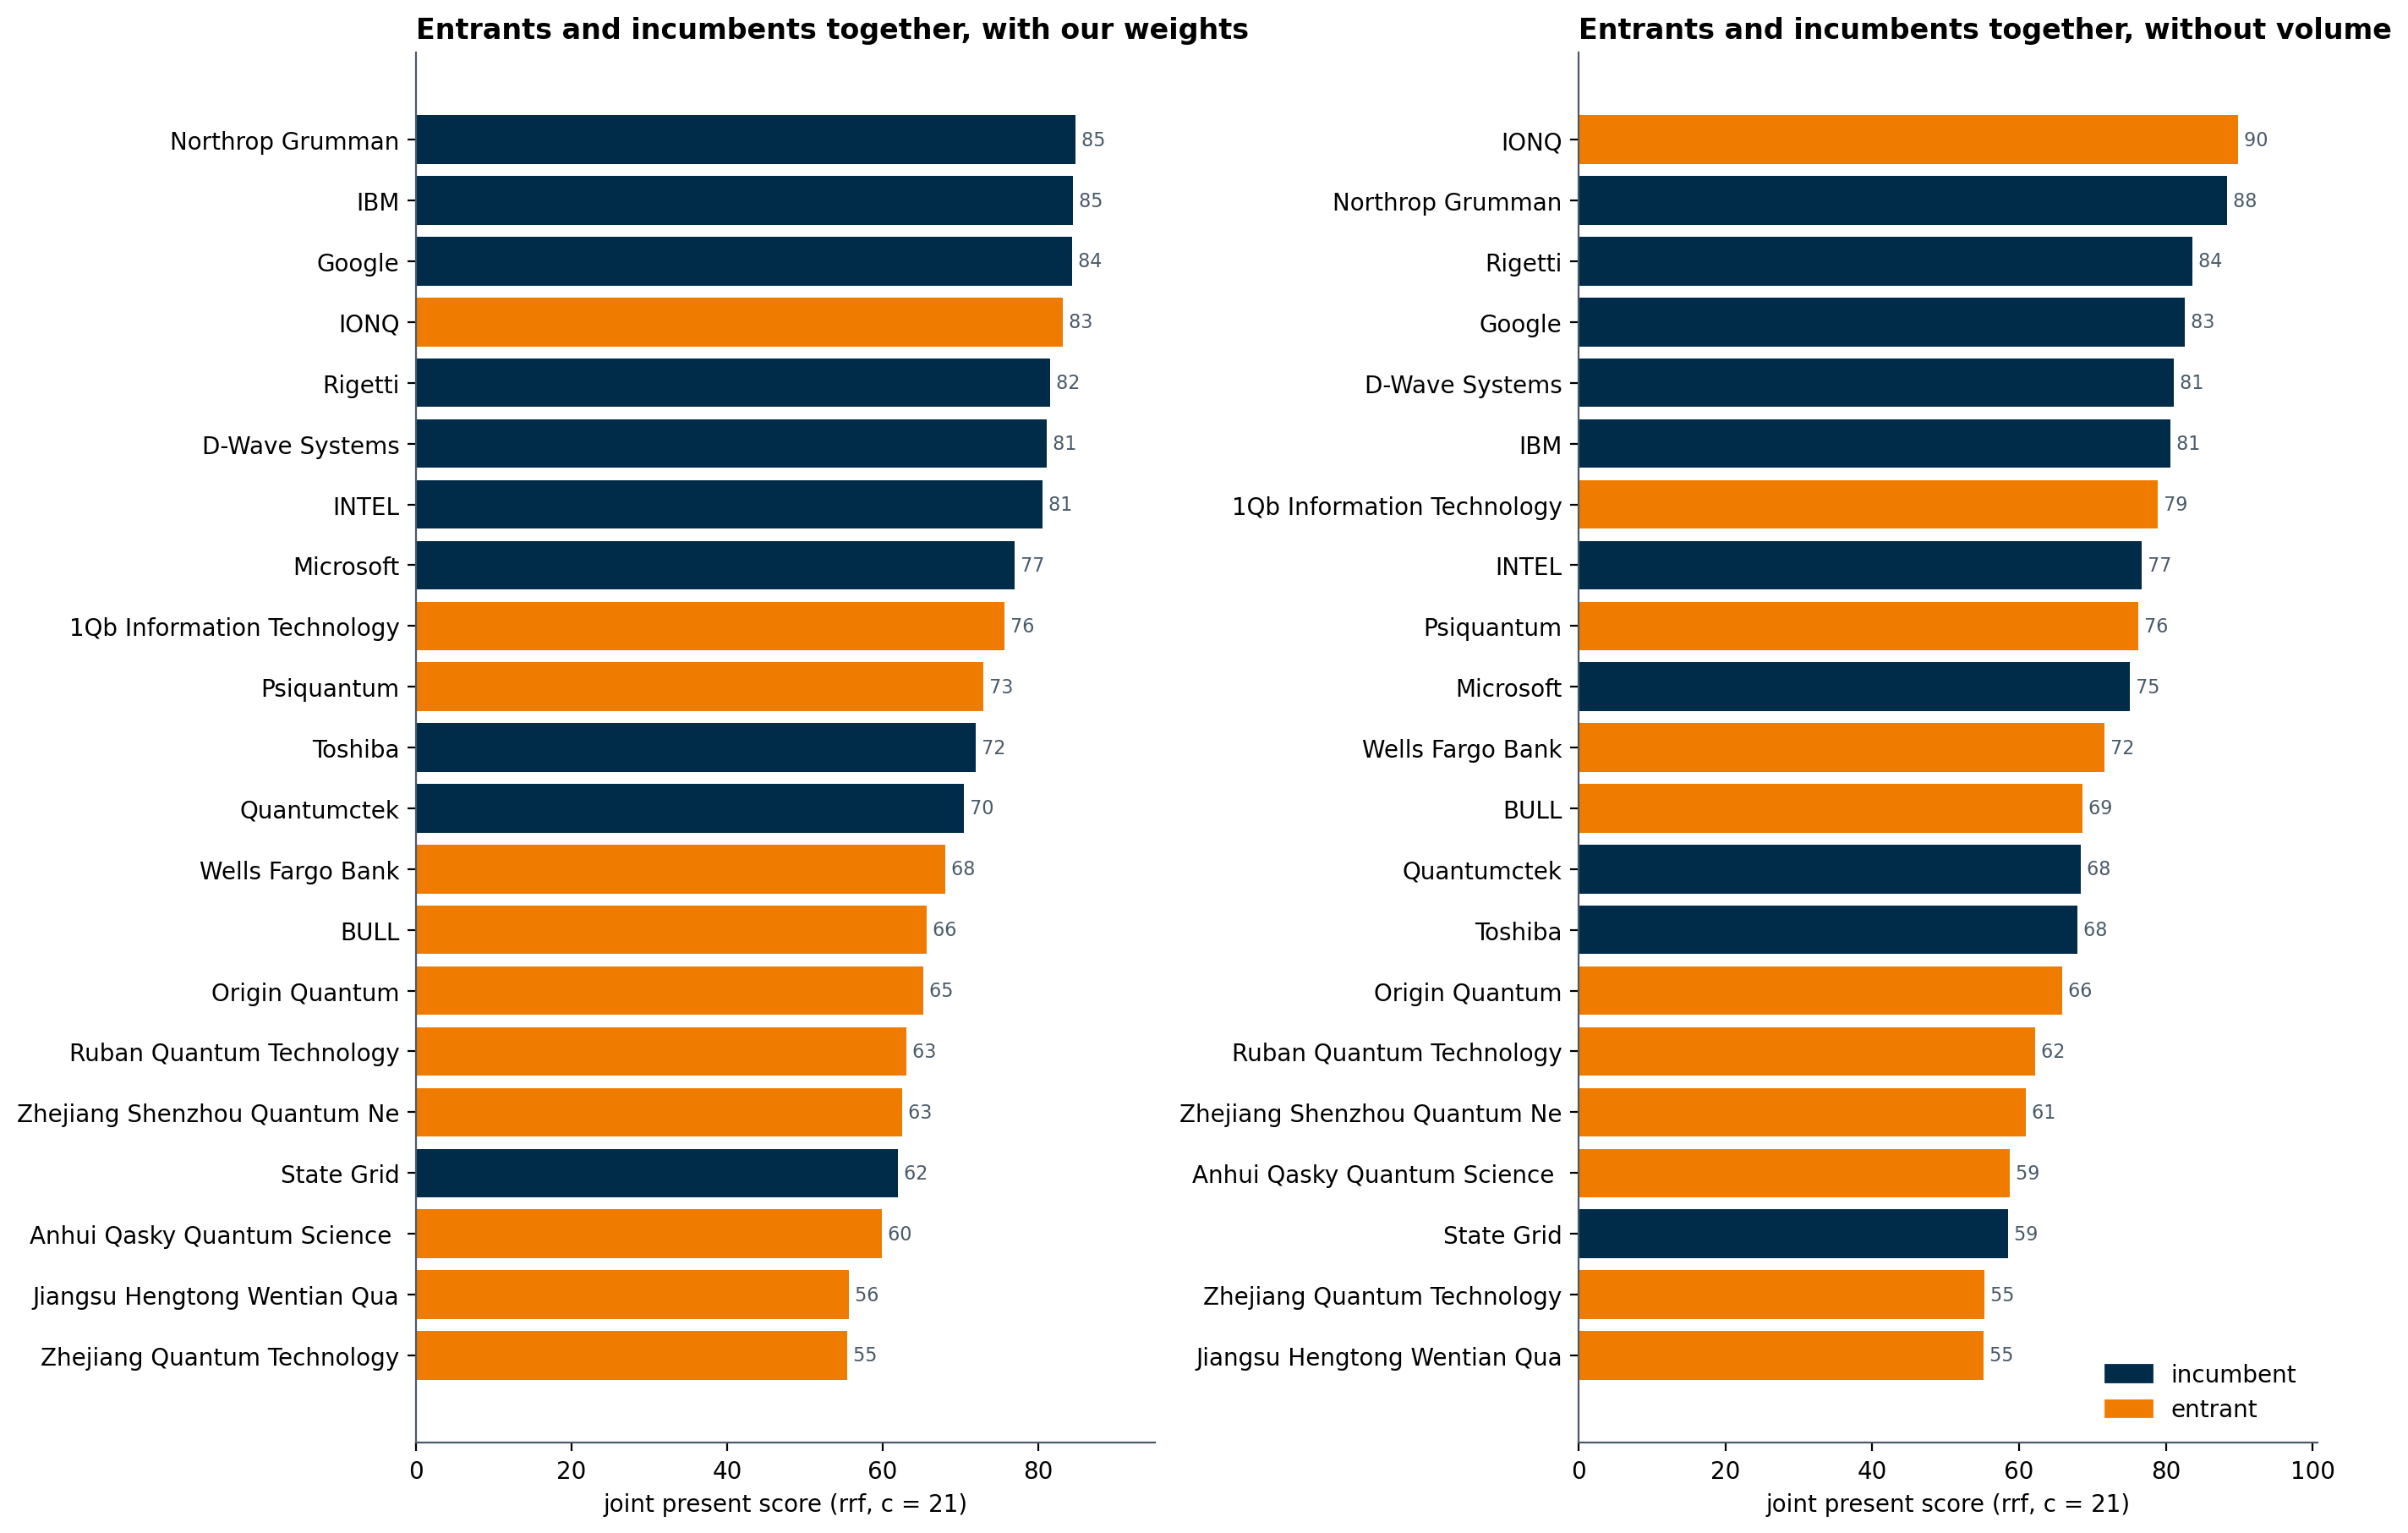 Entrants and incumbents together, with our weights
Northrop Grumman 85
IBM 85
Google 84
IONQ 83
Rigetti 82
D-Wave Systems 81
INTEL 81
Microsoft 77
1Qb Information Technology 76
Psiquantum 73
Toshiba 72
Quantumctek 70
Wells Fargo Bank 68
BULL 66
Origin Quantum 65
Ruban Quantum Technology 63
Zhejiang Shenzhou Quantum Ne 63
State Grid 62
Anhui Qasky Quantum Science 60
Jiangsu Hengtong Wentian Qua 56
Zhejiang Quantum Technology 55
0 20 40 60 80
joint present score (rrf, c = 21)
Entrants and incumbents together, without volume
IONQ 90
Northrop Grumman 88
Rigetti 84
Google 83
D-Wave Systems 81
IBM 81
1Qb Information Technology 79
INTEL 77
Psiquantum 76
Microsoft 75
Wells Fargo Bank 72
BULL 69
Quantumctek 68
Toshiba 68
Origin Quantum 66
Ruban Quantum Technology 62
Zhejiang Shenzhou Quantum Ne 61
Anhui Qasky Quantum Science 59
State Grid 59
Zhejiang Quantum Technology 55
Jiangsu Hengtong Wentian Qua 55
incumbent
entrant
0 20 40 60 80 100
joint present score (rrf, c = 21)